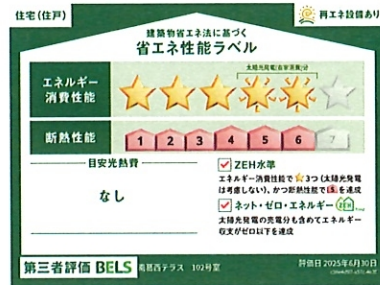 住宅(住戸)
再エネ設備あり
建築物省エネ法に基づく
省エネ性能ラベル
太陽光発電(自家消費)分
エネルギー
消費性能
断熱性能
1 2 3 4 5 6 7
目安光熱費
なし
ZEH水準
エネルギー消費性能で★3つ(太陽光発電
は考慮しない)、かつ断熱性能で5を達成
ネット・ゼロ・エネルギー ZEH
太陽光発電の売電分も含めてエネルギー
収支がゼロ以下を達成
第三者評価 BELS
葛西テラス 102号室
評価日 2025年6月30日